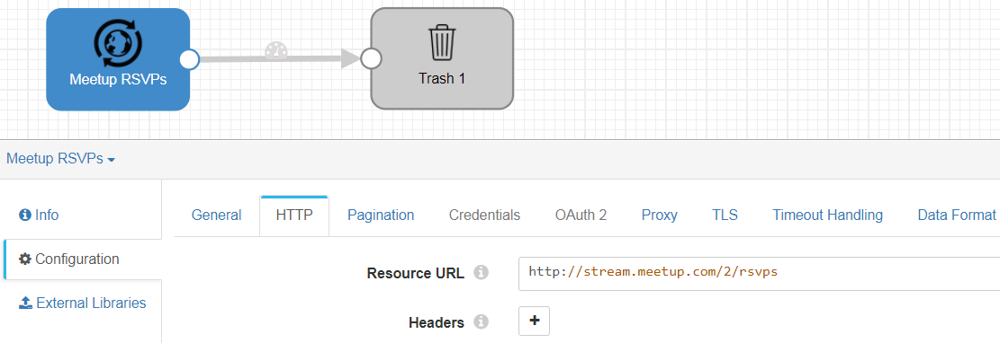 Meetup RSVPs
Trash 1
Meetup RSVPs
Info
General HTTP Pagination Credentials OAuth 2 Proxy TLS Timeout Handling Data Format
Configuration
Resource URL http://stream.meetup.com/2/rsvps
External Libraries
Headers +